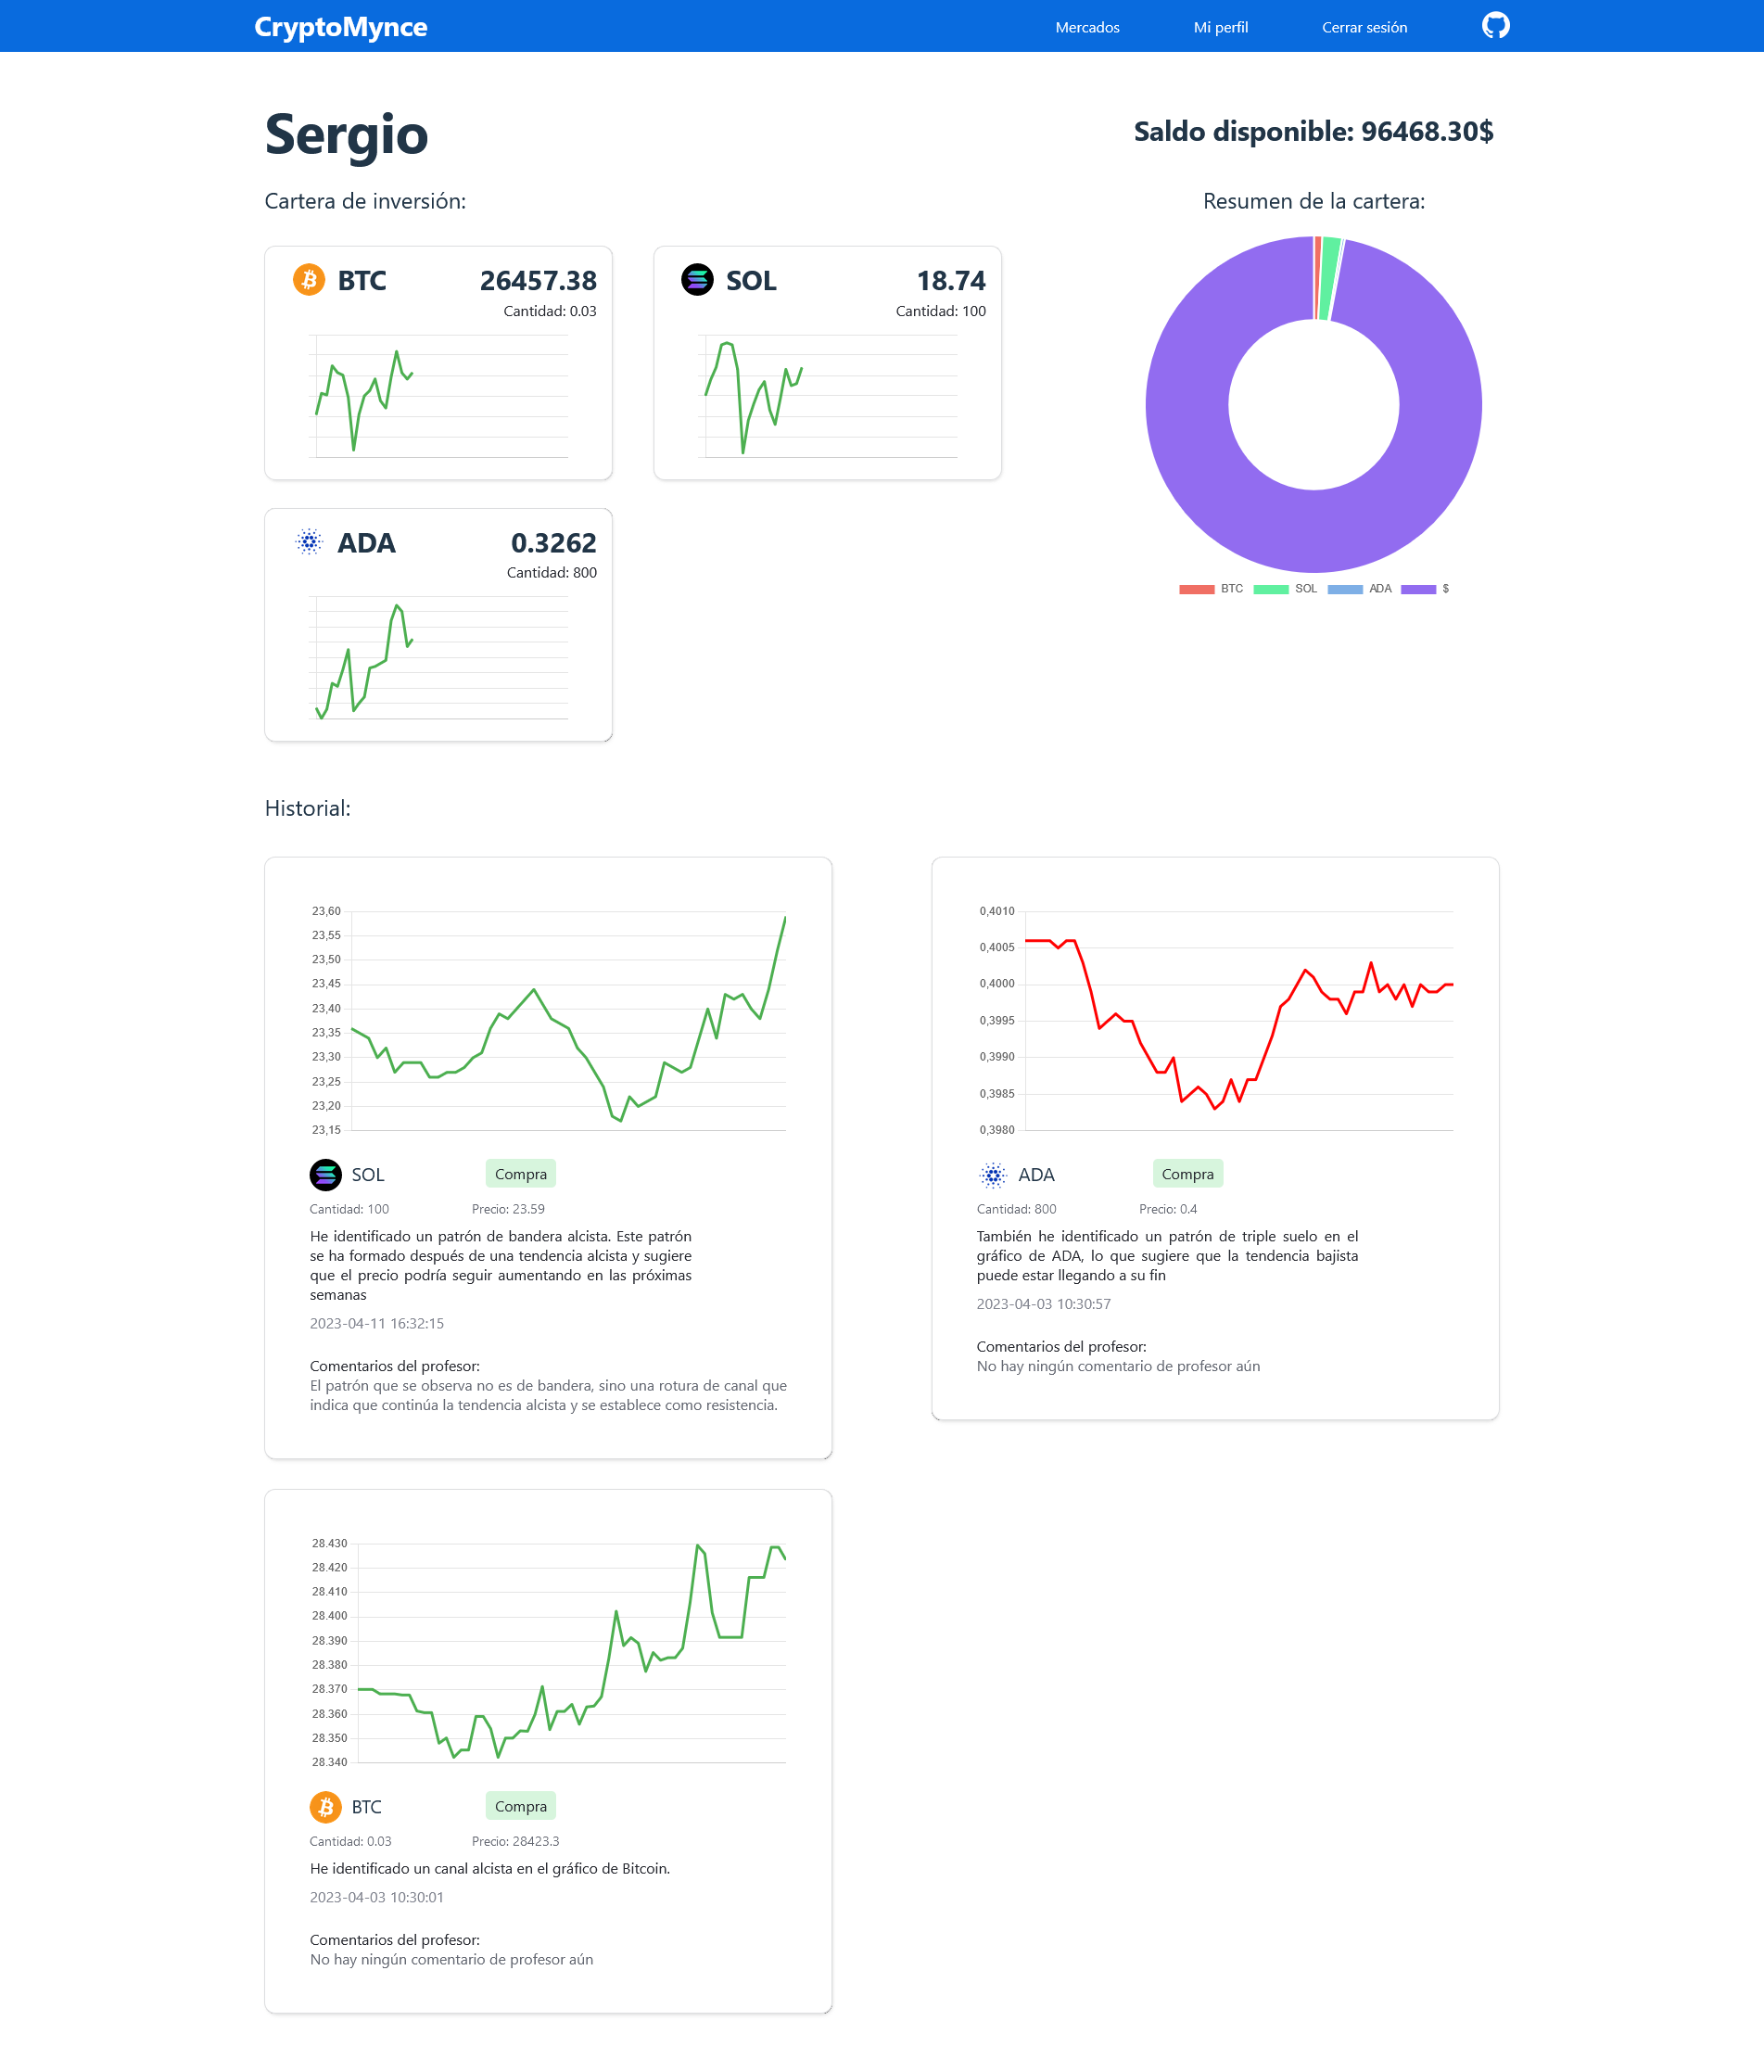 CryptoMynce
Mercados
Mi perfil
Cerrar sesión
Sergio
Saldo disponible: 96468.30$
Cartera de inversión:
Resumen de la cartera:
BTC
26457.38
Cantidad: 0.03
SOL
18.74
Cantidad: 100
ADA
0.3262
Cantidad: 800
BTC
SOL
ADA
$
Historial:
23,60
23,55
23,50
23,45
23,40
23,35
23,30
23,25
23,20
23,15
SOL
Compra
Cantidad: 100
Precio: 23.59
He identificado un patrón de bandera alcista. Este patrón
se ha formado después de una tendencia alcista y sugiere
que el precio podría seguir aumentando en las próximas
semanas
2023-04-11 16:32:15
Comentarios del profesor:
El patrón que se observa no es de bandera, sino una rotura de canal que
indica que continúa la tendencia alcista y se establece como resistencia.
0,4010
0,4005
0,4000
0,3995
0,3990
0,3985
0,3980
ADA
Compra
Cantidad: 800
Precio: 0.4
También he identificado un patrón de triple suelo en el
gráfico de ADA, lo que sugiere que la tendencia bajista
puede estar llegando a su fin
2023-04-03 10:30:57
Comentarios del profesor:
No hay ningún comentario de profesor aún
28.430
28.420
28.410
28.400
28.390
28.380
28.370
28.360
28.350
28.340
BTC
Compra
Cantidad: 0.03
Precio: 28423.3
He identificado un canal alcista en el gráfico de Bitcoin.
2023-04-03 10:30:01
Comentarios del profesor:
No hay ningún comentario de profesor aún